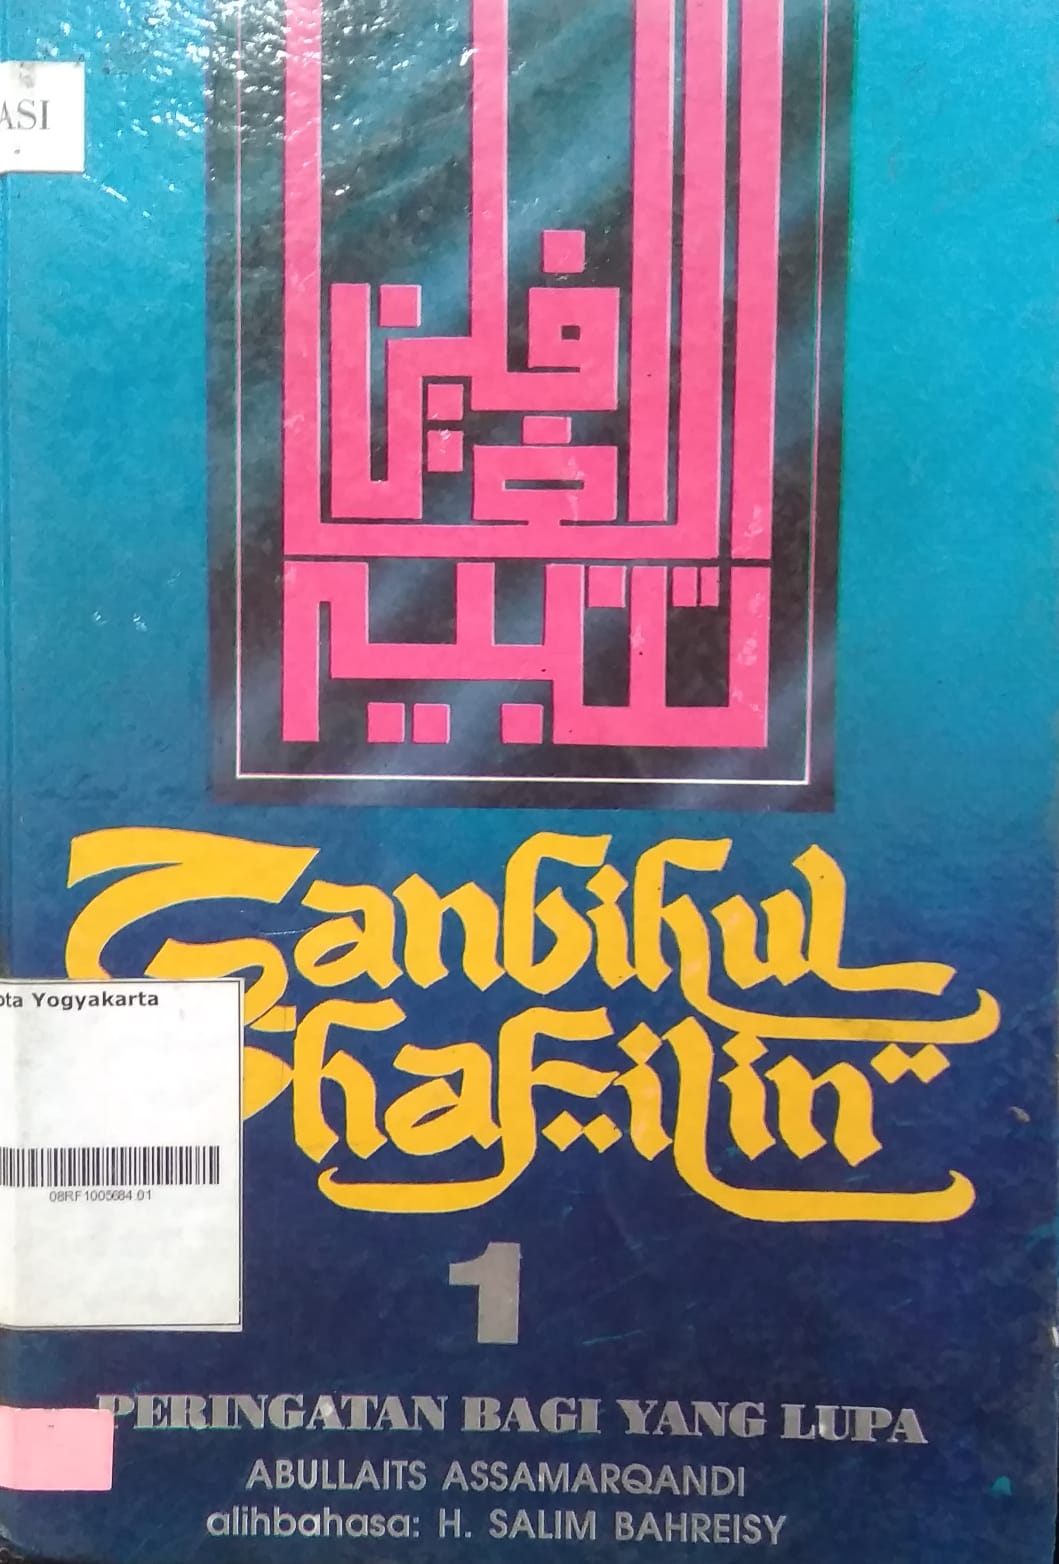 ASI
تنبيه
الغافلين
Tanbihul
Ghafilin
ota Yogyakarta
08RF1005684.01
1
PERINGATAN BAGI YANG LUPA
ABULLAITS ASSAMARQANDI
alihbahasa: H. SALIM BAHREISY